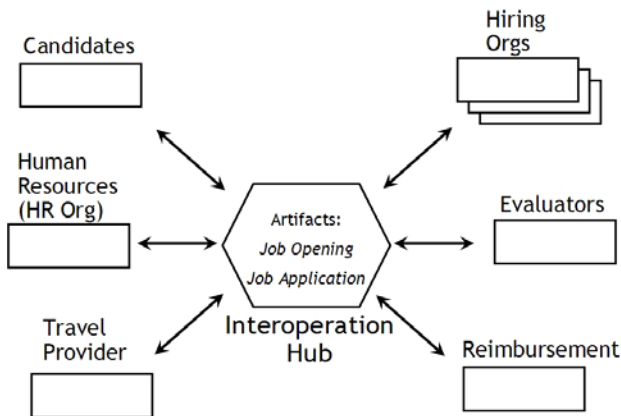 Candidates
Hiring
Orgs
Human
Resources
(HR Org)
Artifacts:
Job Opening
Job Application
Evaluators
Interoperation
Hub
Travel
Provider
Reimbursement